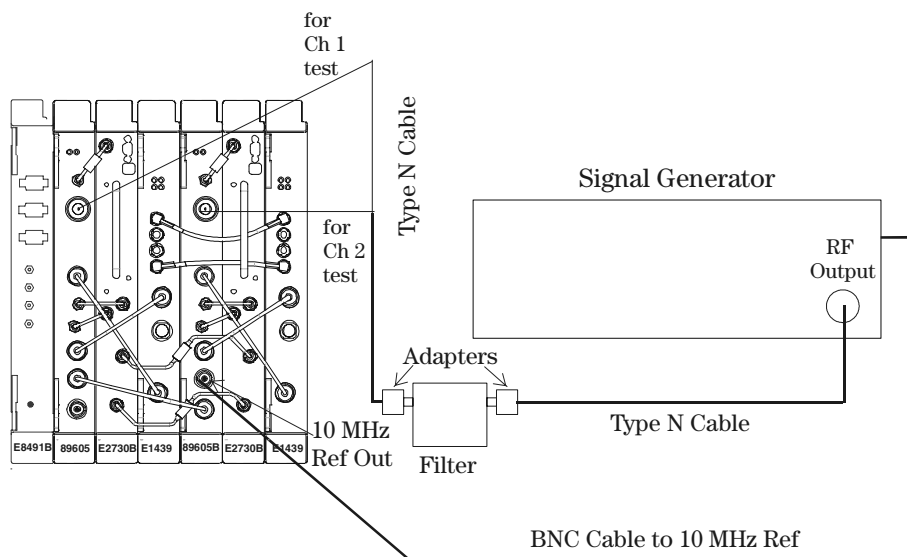 for
Ch 1
test
Type N Cable
Signal Generator
for
Ch 2
test
RF
Output
Adapters
Type N Cable
10 MHz
Ref Out
Filter
E8491B 89605 E2730B E1439 89605B E2730B E1439
BNC Cable to 10 MHz Ref